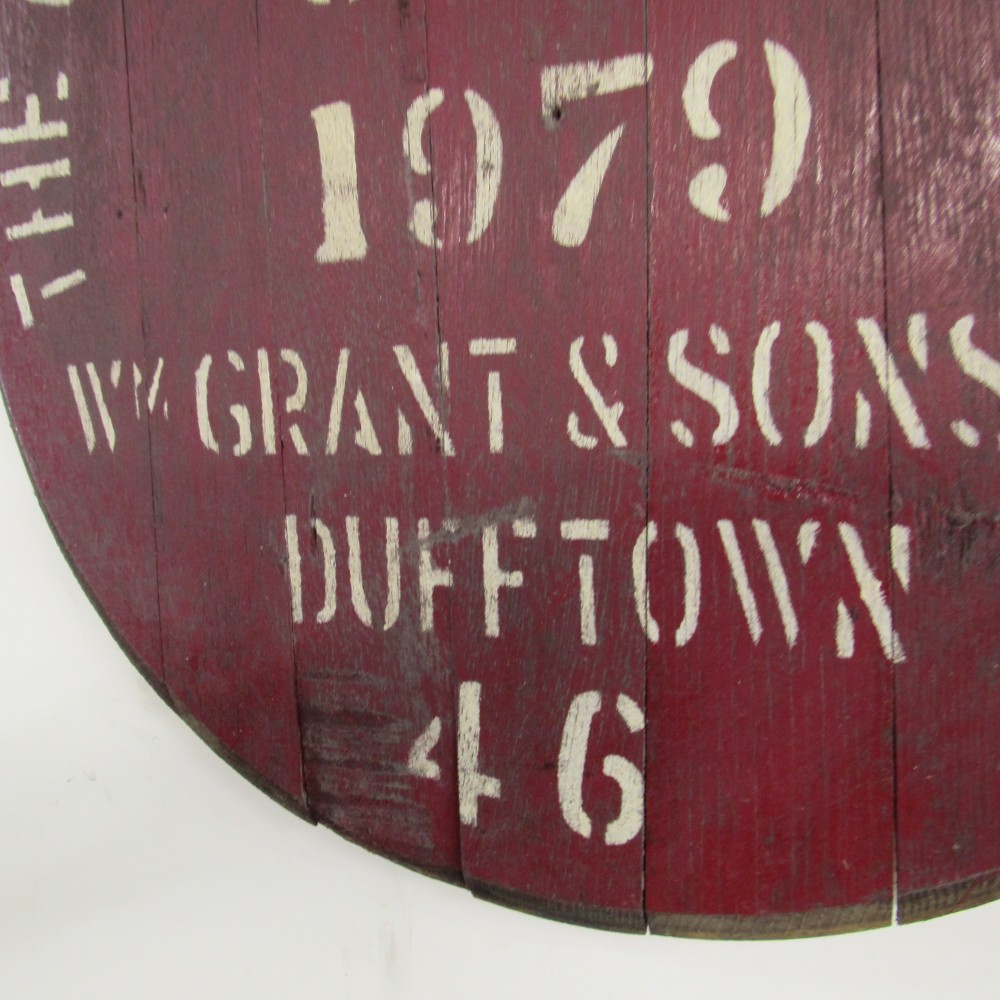 THE
1979
Wm GRANT & SONS
DUFFTOWN
46